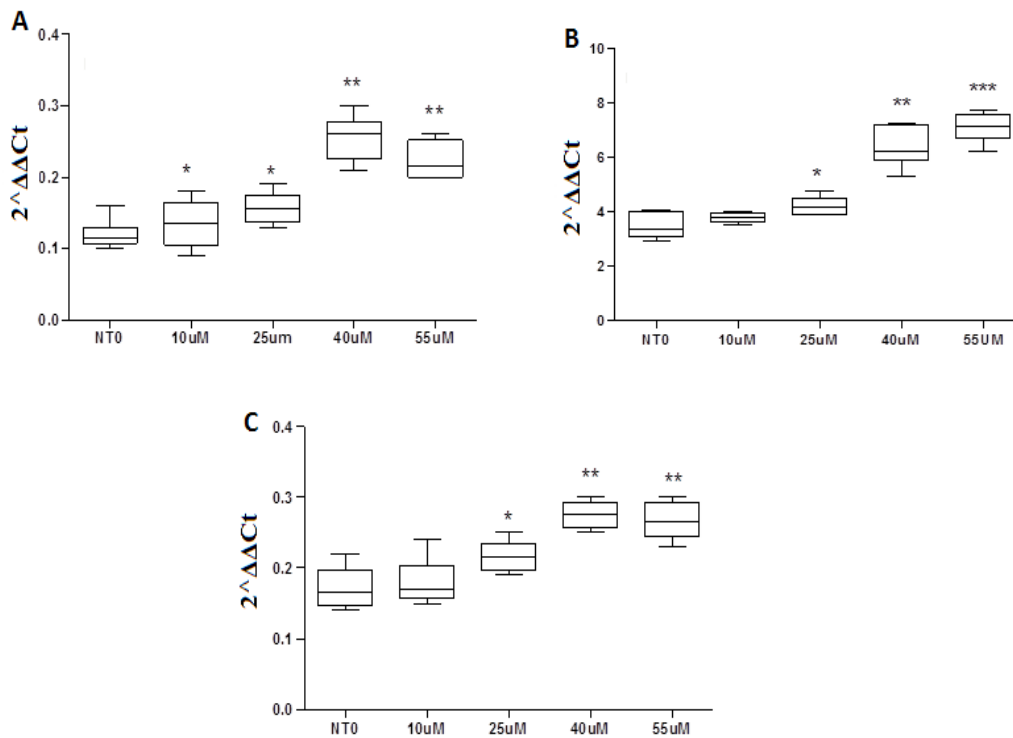 A
0.4
0.3
0.2
0.1
0.0
2^ΔΔCt
* * ** **
NT0 10uM 25um 40uM 55uM
B
10
8
6
4
2
0
2^ΔΔCt
* ** ***
NT0 10uM 25uM 40uM 55UM
C
0.4
0.3
0.2
0.1
0.0
2^ΔΔCt
* ** **
NT0 10uM 25uM 40uM 55uM